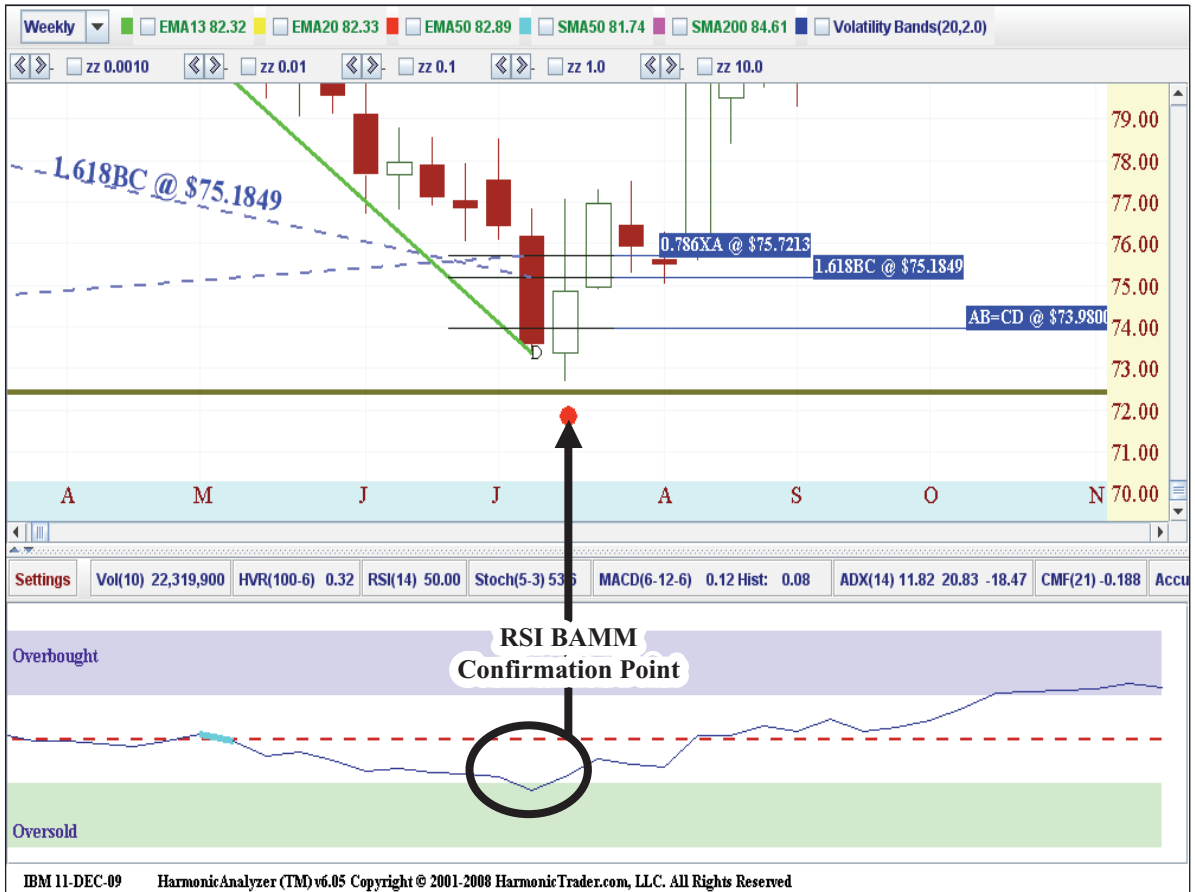 Weekly EMA13 82.32 EMA20 82.33 EMA50 82.89 SMA50 81.74 SMA200 84.61 Volatility Bands(20,2.0)
zz 0.0010 zz 0.01 zz 0.1 zz 1.0 zz 10.0
79.00
78.00
1.618BC @ $75.1849
77.00
76.00
0.786XA @ $75.7213
1.618BC @ $75.1849
75.00
AB=CD @ $73.980
74.00
D
73.00
72.00
71.00
A M J J A S O N 70.00
Settings Vol(10) 22,319,900 HVR(100-6) 0.32 RSI(14) 50.00 Stoch(5-3) MACD(6-12-6) 0.12 Hist: 0.08 ADX(14) 11.82 20.83 -18.47 CMF(21) -0.188 Accu
RSI BAMM
Overbought
Confirmation Point
Oversold
IBM 11-DEC-09 HarmonicAnalyzer (TM) v6.05 Copyright © 2001-2008 HarmonicTrader.com, LLC. All Rights Reserved